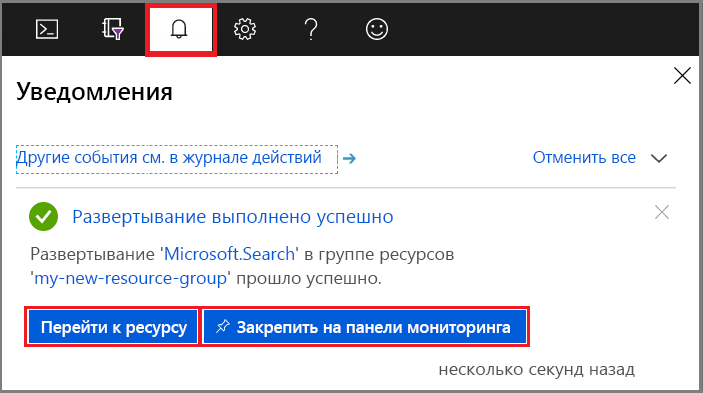 Уведомления
Другие события см. в журнале действий
Отменить все
Развертывание выполнено успешно
Развертывание 'Microsoft.Search' в группе ресурсов
'my-new-resource-group' прошло успешно.
Перейти к ресурсу
Закрепить на панели мониторинга
несколько секунд назад